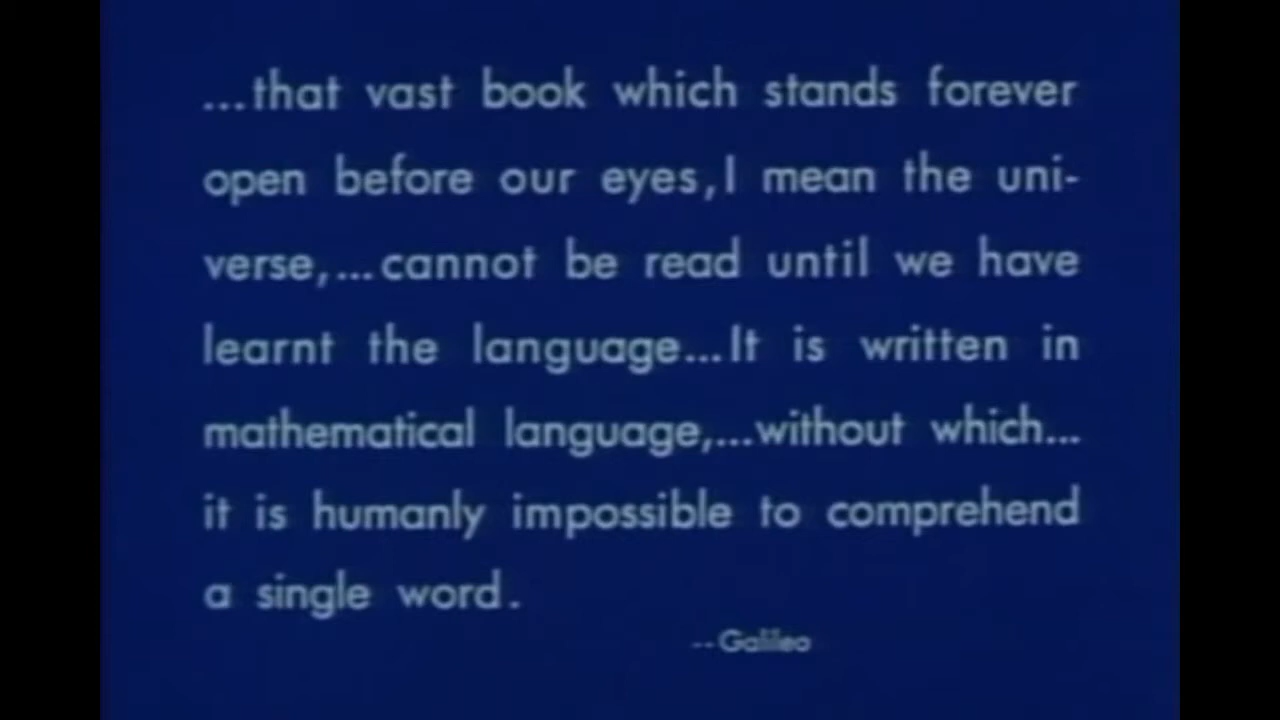 ...that vast book which stands forever
open before our eyes,I mean the uni-
verse,...cannot be read until we have
learnt the language...It is written in
mathematical language,...without which...
it is humanly impossible to comprehend
a single word.
--Galileo